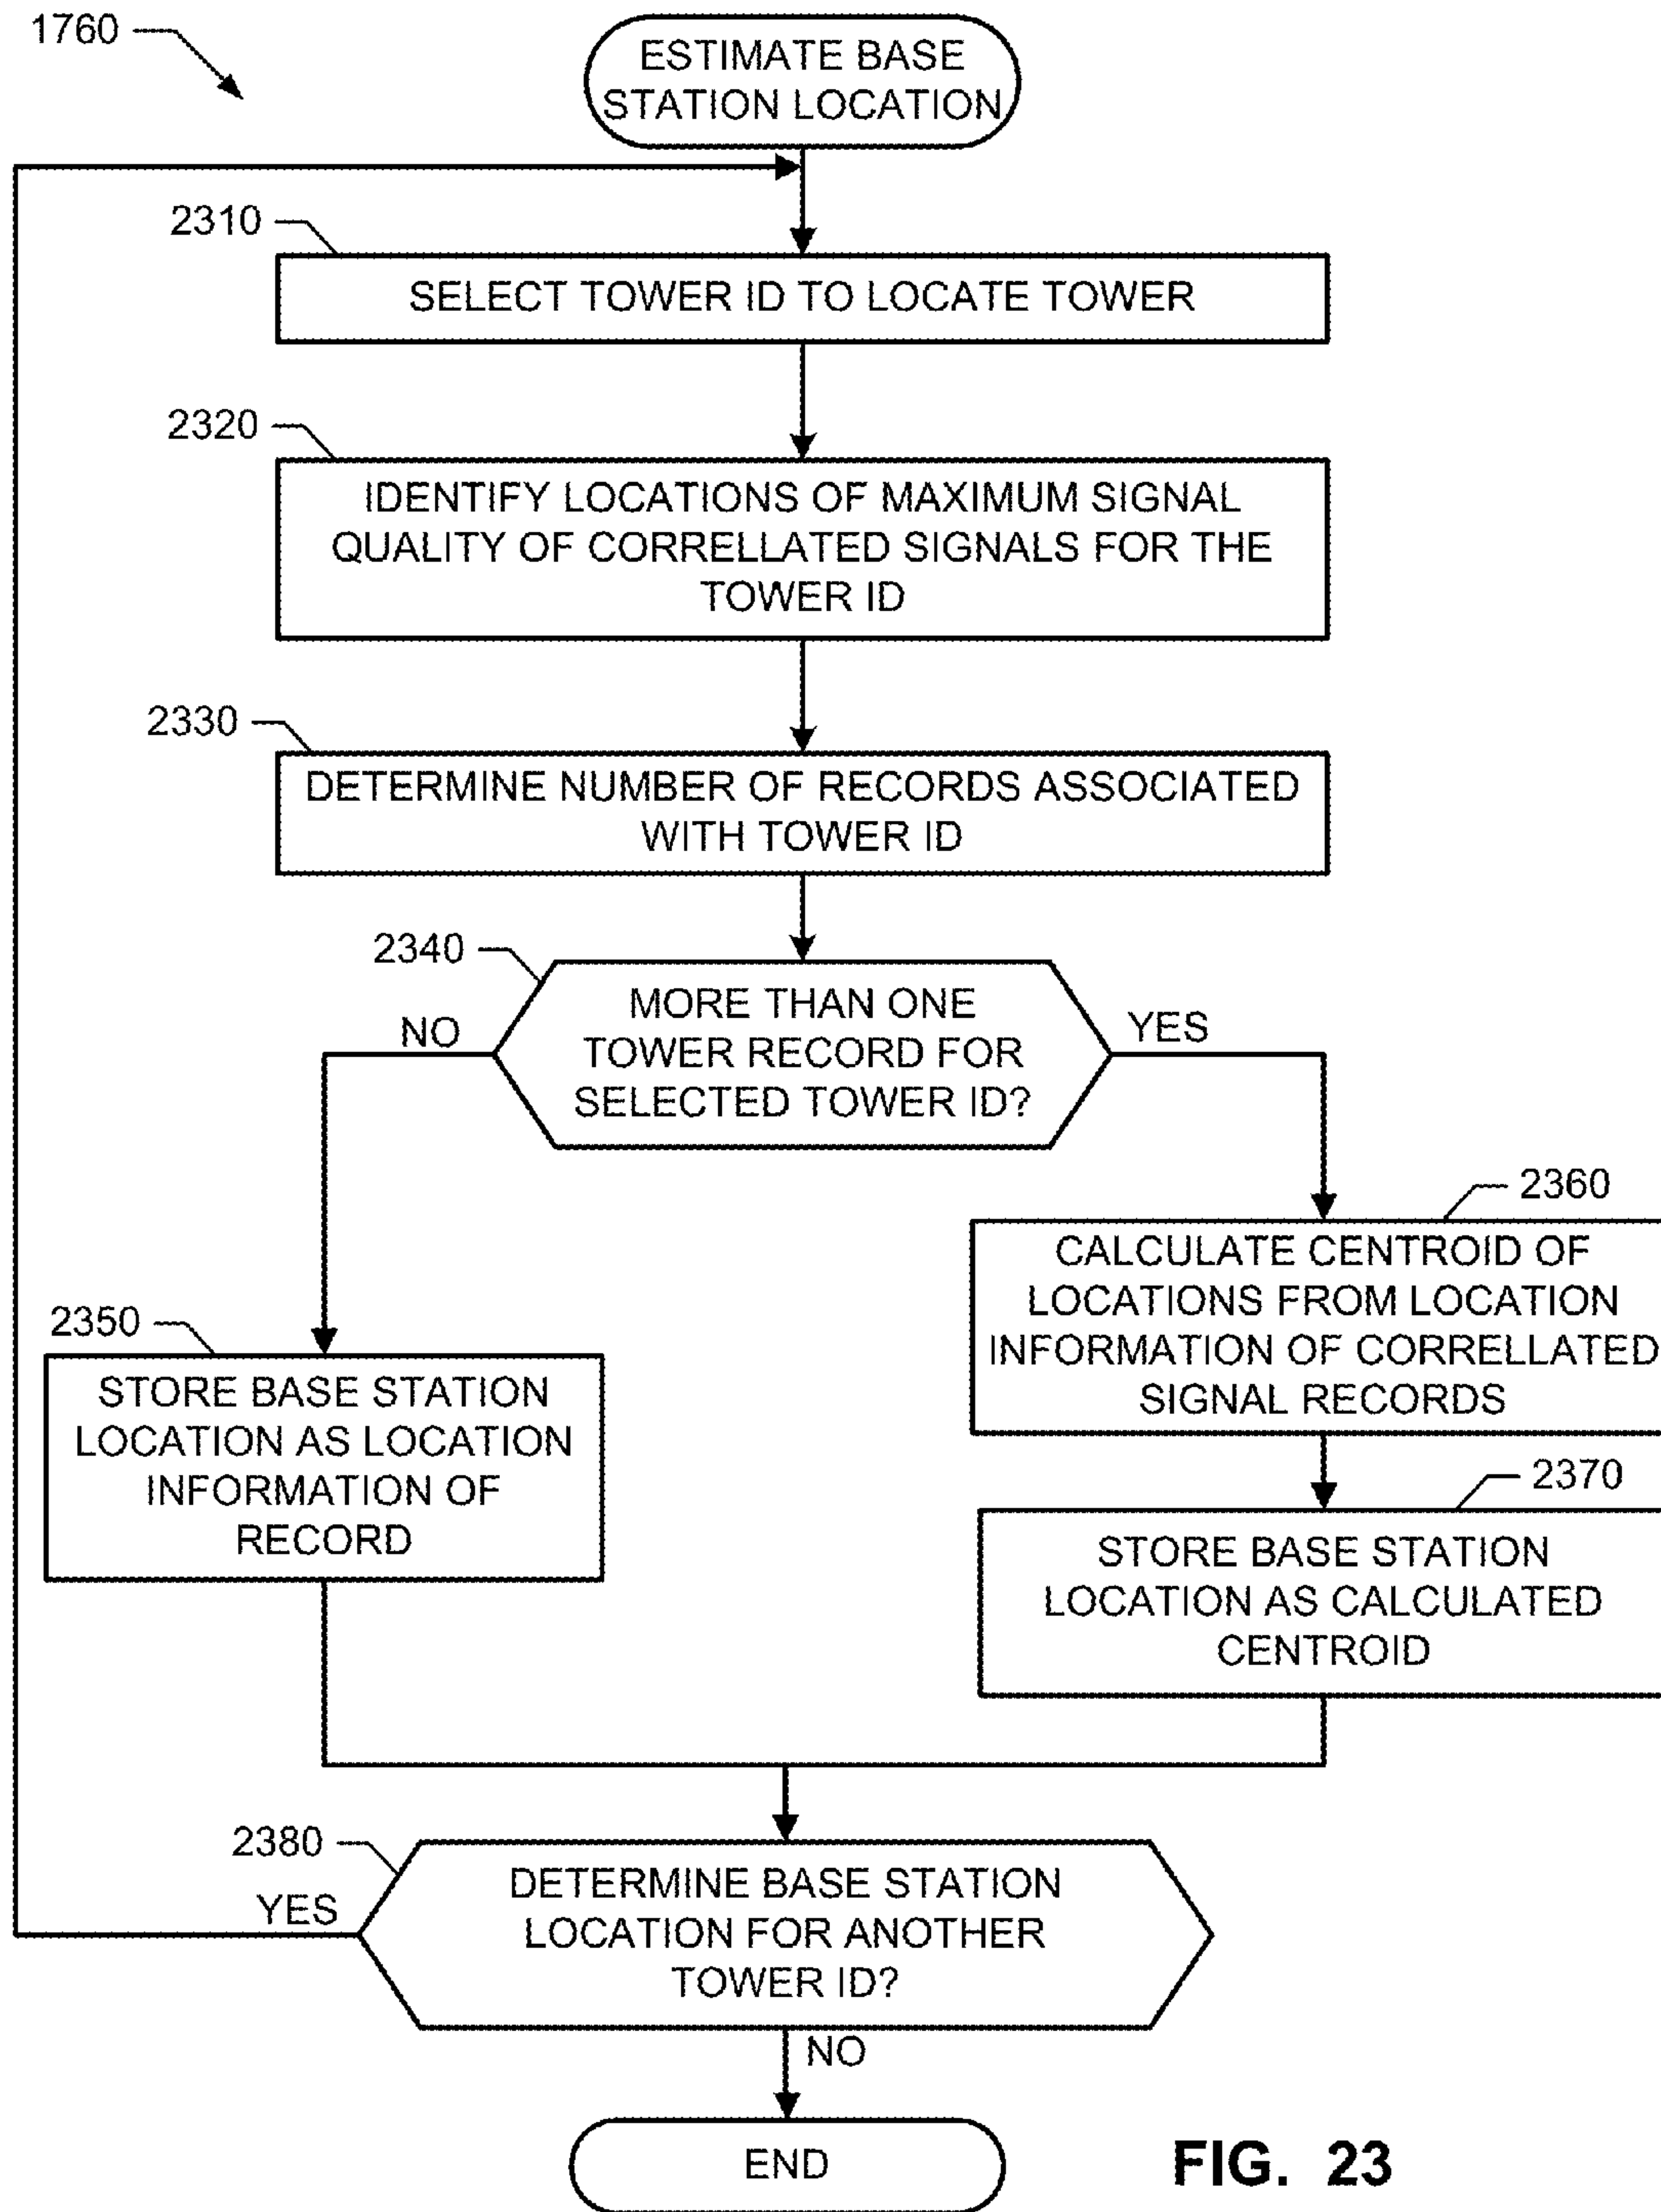 1760
ESTIMATE BASE
STATION LOCATION
2310
SELECT TOWER ID TO LOCATE TOWER
2320
IDENTIFY LOCATIONS OF MAXIMUM SIGNAL
QUALITY OF CORRELLATED SIGNALS FOR THE
TOWER ID
2330
DETERMINE NUMBER OF RECORDS ASSOCIATED
WITH TOWER ID
2340
MORE THAN ONE
TOWER RECORD FOR
SELECTED TOWER ID?
NO
YES
2350
STORE BASE STATION
LOCATION AS LOCATION
INFORMATION OF
RECORD
2360
CALCULATE CENTROID OF
LOCATIONS FROM LOCATION
INFORMATION OF CORRELLATED
SIGNAL RECORDS
2370
STORE BASE STATION
LOCATION AS CALCULATED
CENTROID
2380
DETERMINE BASE STATION
LOCATION FOR ANOTHER
TOWER ID?
YES
NO
END
FIG. 23